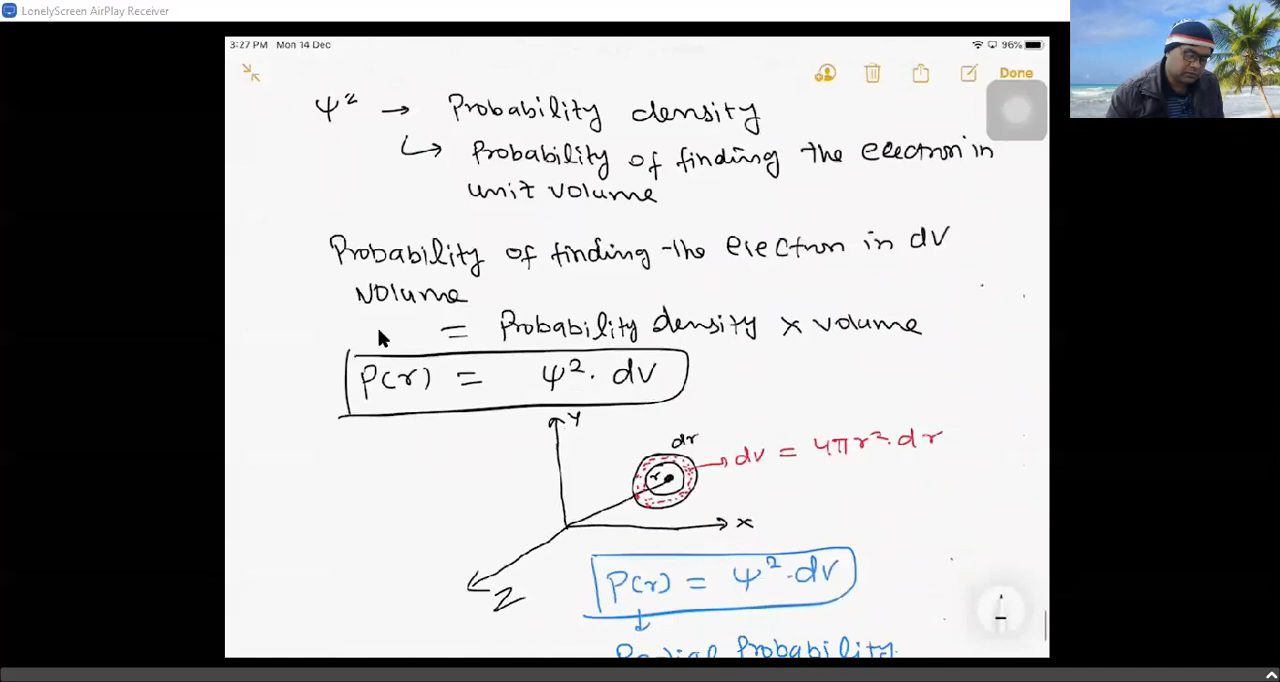 LonelyScreen AirPlay Receiver
3:27 PM Mon 14 Dec
96%
Done
Ψ² → Probability density
↳ Probability of finding the electron in
unit volume
Probability of finding the electron in dV
volume
= Probability density × volume
P(r) = Ψ². dV
Y
dr
r
→ dV = 4πr².dr
X
Z
P(r) = Ψ².dV
↓
Radial Probability